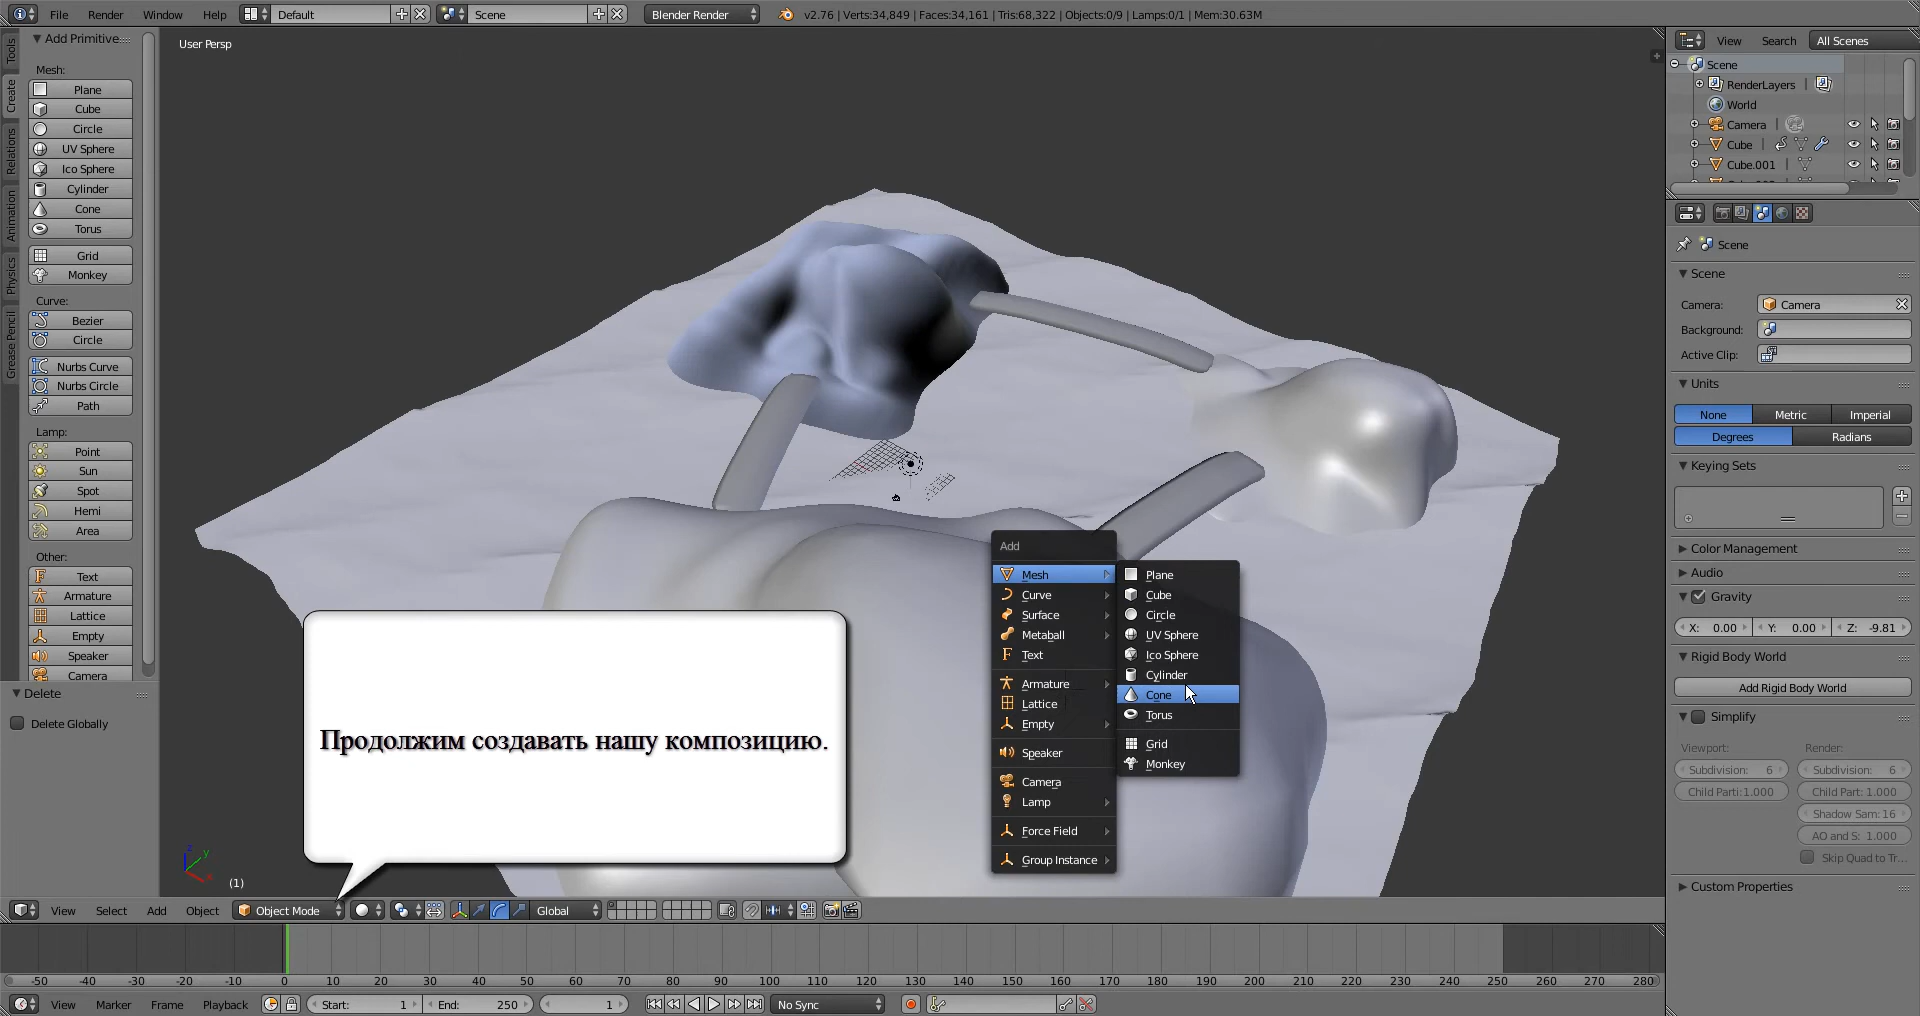 File Render Window Help Default Scene Blender Render v2.76 | Verts:34,849 | Faces:34,161 | Tris:68,322 | Objects:0/9 | Lamps:0/1 | Mem:30.63M
Tools
Create
Relations
Animation
Physics
Grease Pencil
Add Primitive
Mesh:
Plane
Cube
Circle
UV Sphere
Ico Sphere
Cylinder
Cone
Torus
Grid
Monkey
Curve:
Bezier
Circle
Nurbs Curve
Nurbs Circle
Path
Lamp:
Point
Sun
Spot
Hemi
Area
Other:
Text
Armature
Lattice
Empty
Speaker
Camera
Delete
Delete Globally
User Persp
Продолжим создавать нашу композицию.
Add
Mesh
Curve
Surface
Metaball
Text
Armature
Lattice
Empty
Speaker
Camera
Lamp
Force Field
Group Instance
Plane
Cube
Circle
UV Sphere
Ico Sphere
Cylinder
Cone
Torus
Grid
Monkey
z
y
(1)
View Search All Scenes
Scene
RenderLayers |
World
Camera |
Cube |
Cube.001 |
Scene
Scene
Camera: Camera
Background:
Active Clip:
Units
None Metric Imperial
Degrees Radians
Keying Sets
Color Management
Audio
Gravity
X: 0.00 Y: 0.00 Z: -9.81
Rigid Body World
Add Rigid Body World
Simplify
Viewport: Render:
Subdivision: 6 Subdivision: 6
Child Parti:1.000 Child Part: 1.000
Shadow Sam: 16
AO and S: 1.000
Skip Quad to Tr...
Custom Properties
View Select Add Object Object Mode Global
-50 -40 -30 -20 -10 0 10 20 30 40 50 60 70 80 90 100 110 120 130 140 150 160 170 180 190 200 210 220 230 240 250 260 270 280
View Marker Frame Playback Start: 1 End: 250 1 No Sync